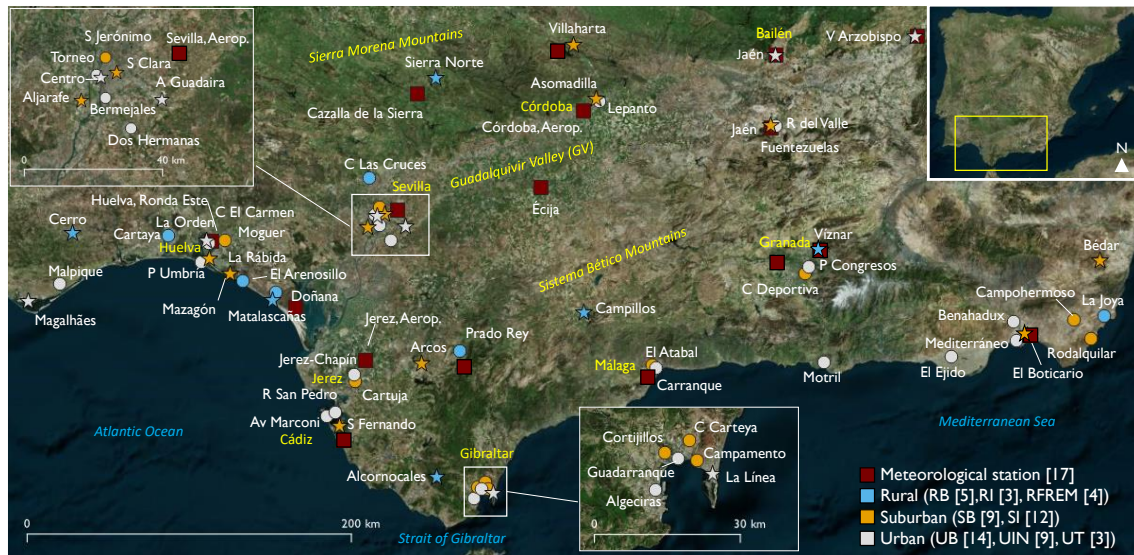 S Jerónimo
Sevilla, Aerop.
Torneo
S Clara
Centro
A Guadaira
Aljarafe
Bermejales
Dos Hermanas
0
40 km
Sierra Morena Mountains
Villaharta
Bailén
V Arzobispo
Jaén
Sierra Norte
Asomadilla
Lepanto
Cazalla de la Sierra
Córdoba
Córdoba, Aerop.
Jaén
R del Valle
Fuentezuelas
N
C Las Cruces
Guadalquivir Valley (GV)
Sevilla
Écija
Huelva, Ronda Este
C El Carmen
Cerro
La Orden
Moguer
Cartaya
Huelva
La Rábida
P Umbría
El Arenosillo
Malpique
Mazagón
Doñana
Magalhães
Matalascañas
Sistema Bético Mountains
Víznar
Granada
P Congresos
C Deportiva
Bédar
Campohermoso
La Joya
Benahadux
Mediterráneo
Rodalquilar
El Ejido
El Boticario
Campillos
Jerez, Aerop.
Prado Rey
Arcos
Jerez-Chapín
Jerez
Cartuja
El Atabal
Málaga
Carranque
Motril
R San Pedro
Av Marconi
S Fernando
Cádiz
Atlantic Ocean
Mediterranean Sea
Gibraltar
Alcornocales
C Carteya
Cortijillos
Campamento
Guadarranque
La Línea
Algeciras
0
30 km
0
200 km
Strait of Gibraltar
Meteorological station [17]
Rural (RB [5],RI [3], RFREM [4])
Suburban (SB [9], SI [12])
Urban (UB [14], UIN [9], UT [3])